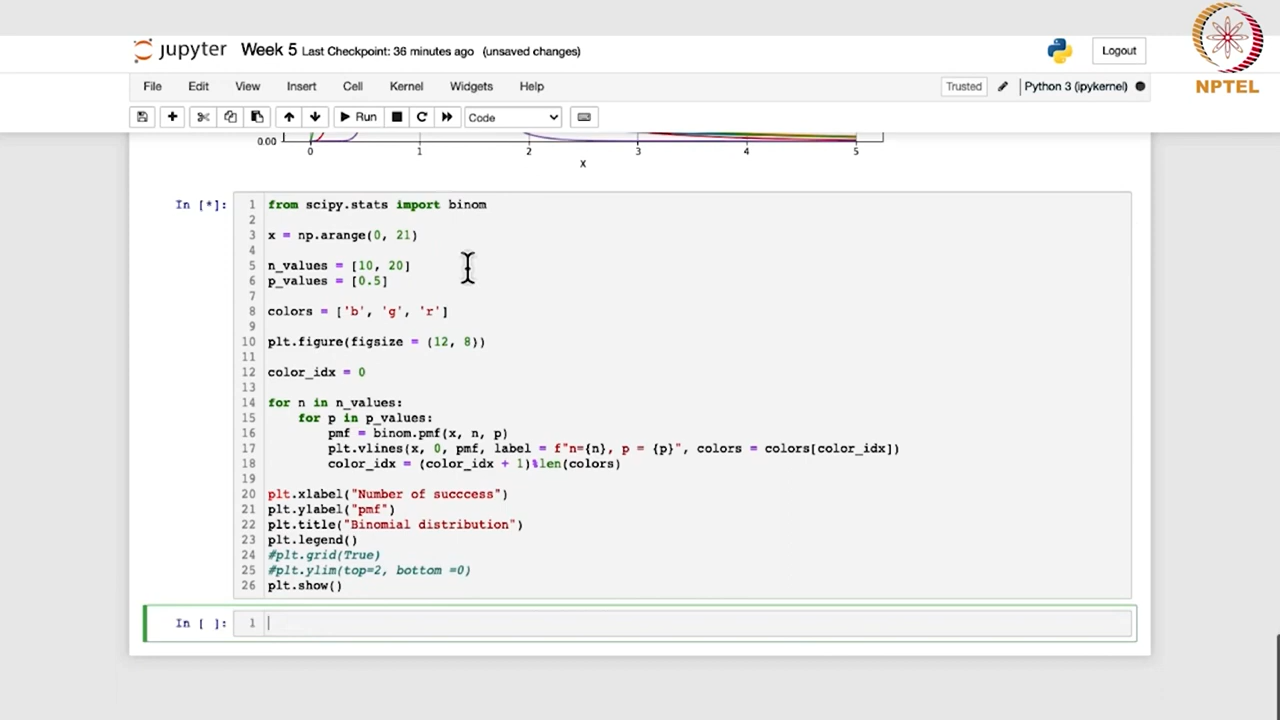 jupyter Week 5 Last Checkpoint: 36 minutes ago (unsaved changes)
Logout
NPTEL
File Edit View Insert Cell Kernel Widgets Help
Trusted Python 3 (ipykernel)
Run Code
0.00
0 1 2 3 4 5
X
In [*]:
1 from scipy.stats import binom
2
3 x = np.arange(0, 21)
4
5 n_values = [10, 20]
6 p_values = [0.5]
7
8 colors = ['b', 'g', 'r']
9
10 plt.figure(figsize = (12, 8))
11
12 color_idx = 0
13
14 for n in n_values:
15     for p in p_values:
16         pmf = binom.pmf(x, n, p)
17         plt.vlines(x, 0, pmf, label = f"n={n}, p = {p}", colors = colors[color_idx])
18         color_idx = (color_idx + 1)%len(colors)
19
20 plt.xlabel("Number of succcess")
21 plt.ylabel("pmf")
22 plt.title("Binomial distribution")
23 plt.legend()
24 #plt.grid(True)
25 #plt.ylim(top=2, bottom =0)
26 plt.show()
In [ ]: 1